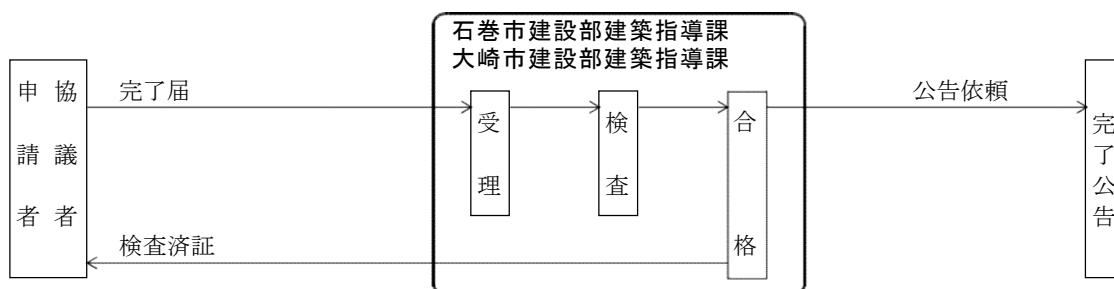 石巻市建設部建築指導課
大崎市建設部建築指導課
協議者
申請者
完了届
受理
検査
合格
公告依頼
完了公告
検査済証